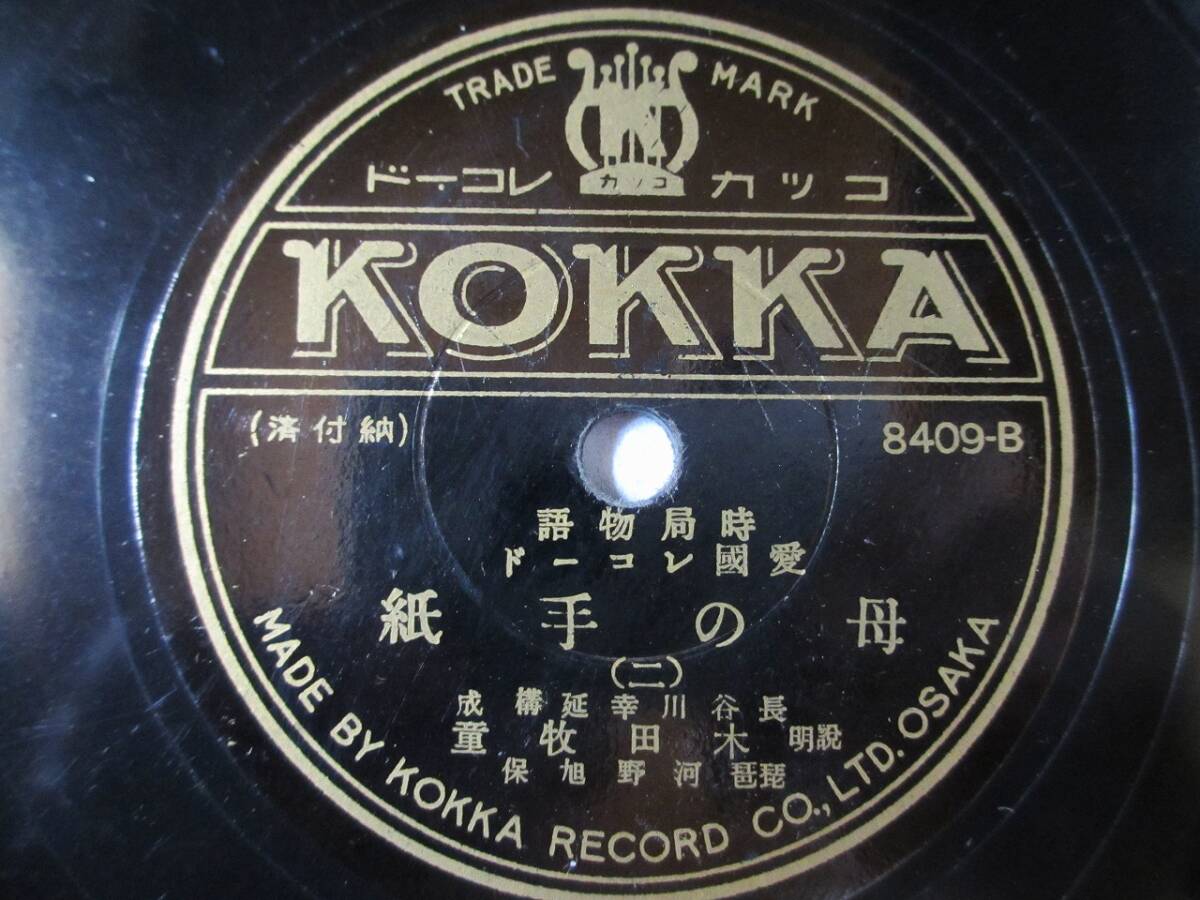 TRADE MARK
コッカ レコード
コッカ
KOKKA
(納付済)
8409-B
時局物語
愛國レコード
母の手紙
(二)
長谷川幸延構成
説明 木田牧童
琵琶 河野旭保
MADE BY KOKKA RECORD CO., LTD. OSAKA